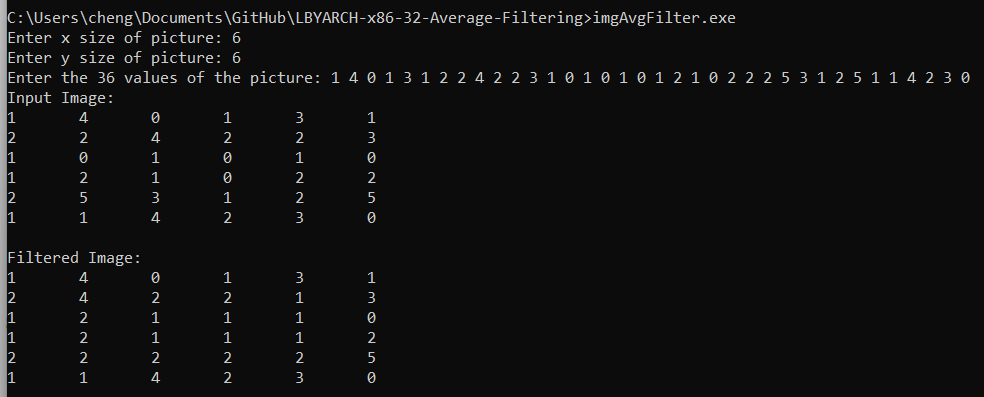 C:\Users\cheng\Documents\GitHub\LBYARCH-x86-32-Average-Filtering>imgAvgFilter.exe
Enter x size of picture: 6
Enter y size of picture: 6
Enter the 36 values of the picture: 1 4 0 1 3 1 2 2 4 2 2 3 1 0 1 0 1 0 1 2 1 0 2 2 2 5 3 1 2 5 1 1 4 2 3 0
Input Image:
1 4 0 1 3 1
2 2 4 2 2 3
1 0 1 0 1 0
1 2 1 0 2 2
2 5 3 1 2 5
1 1 4 2 3 0
Filtered Image:
1 4 0 1 3 1
2 4 2 2 1 3
1 2 1 1 1 0
1 2 1 1 1 2
2 2 2 2 2 5
1 1 4 2 3 0